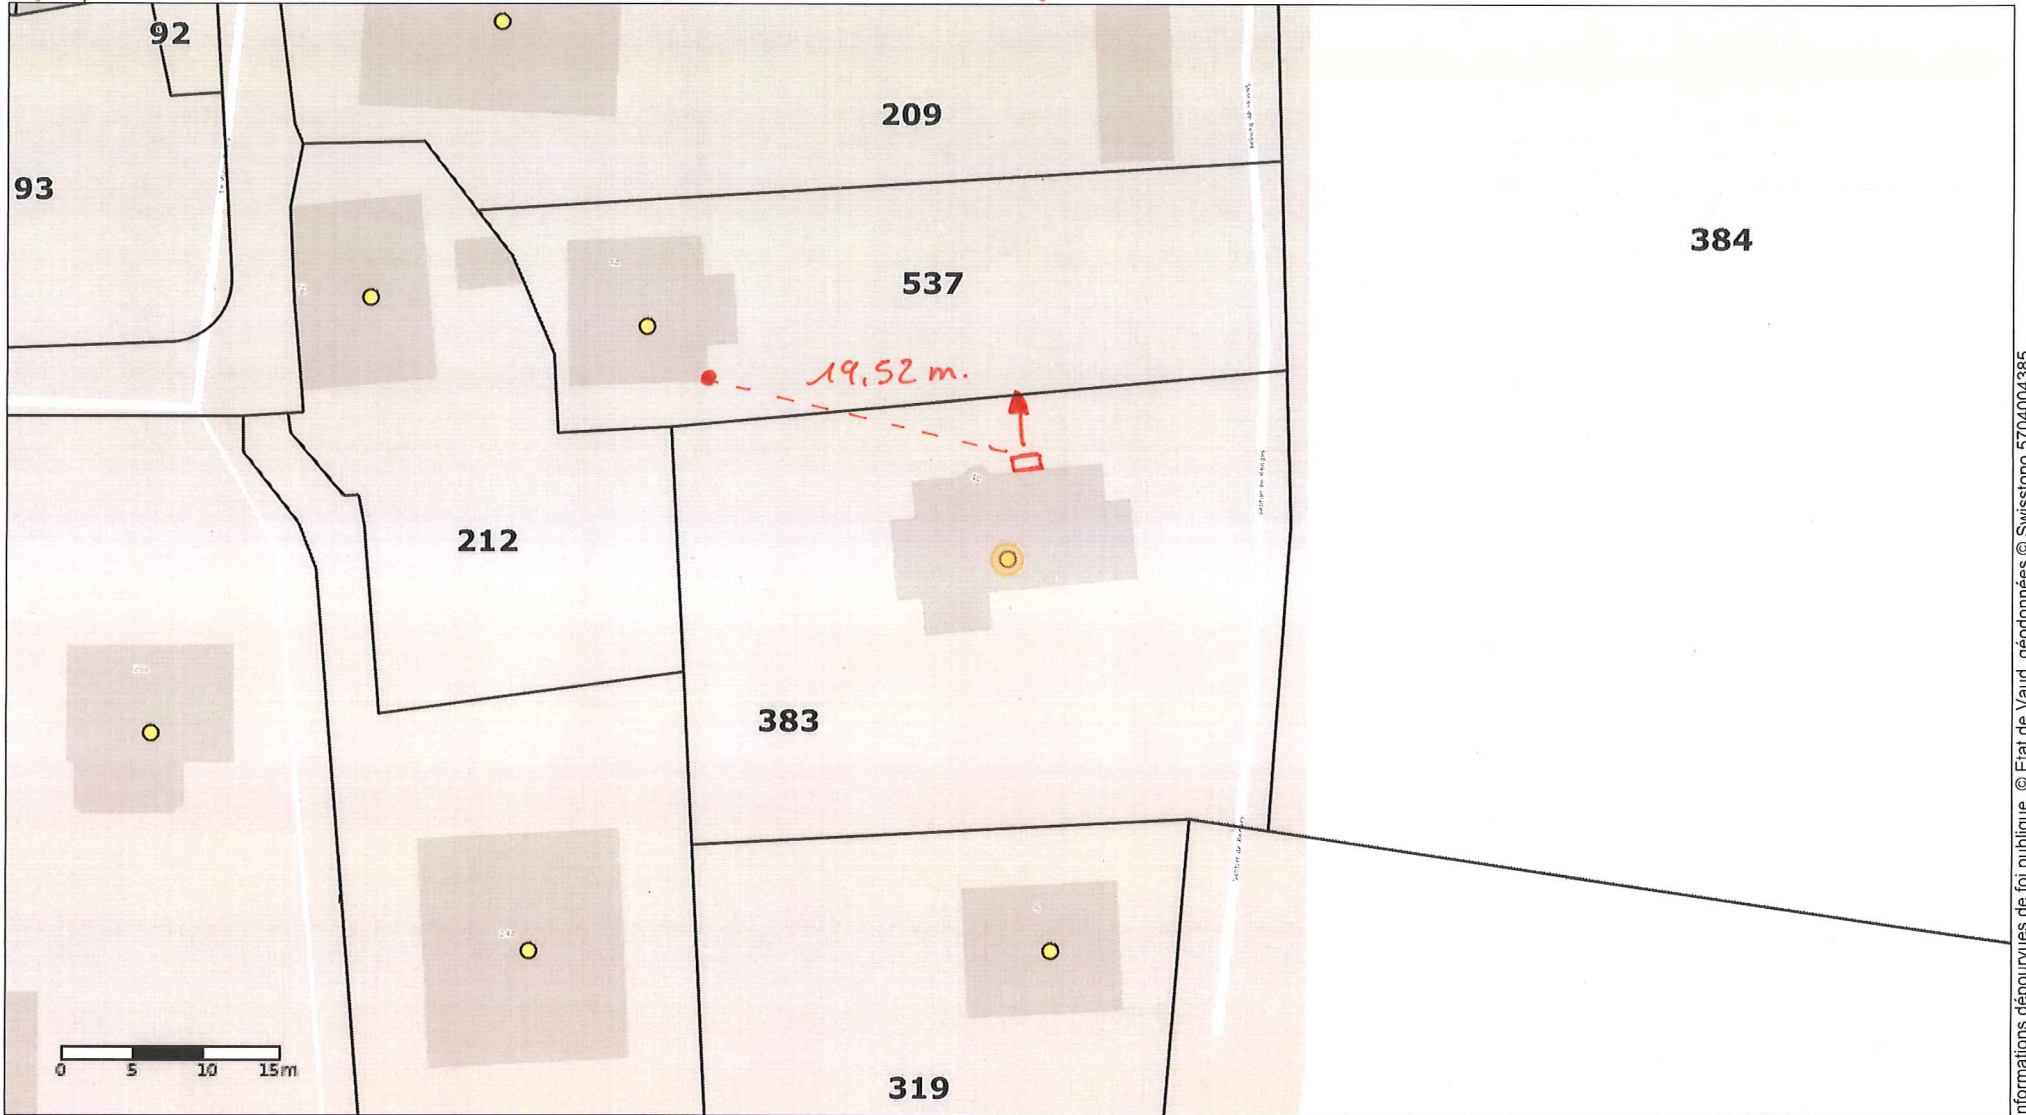 92
209
93
384
537
19,52 m.
212
383
0 5 10 15m
319
Informations dépourvues de foi publique. © Etat de Vaud, géodonnées © Swisstopo 5704004385